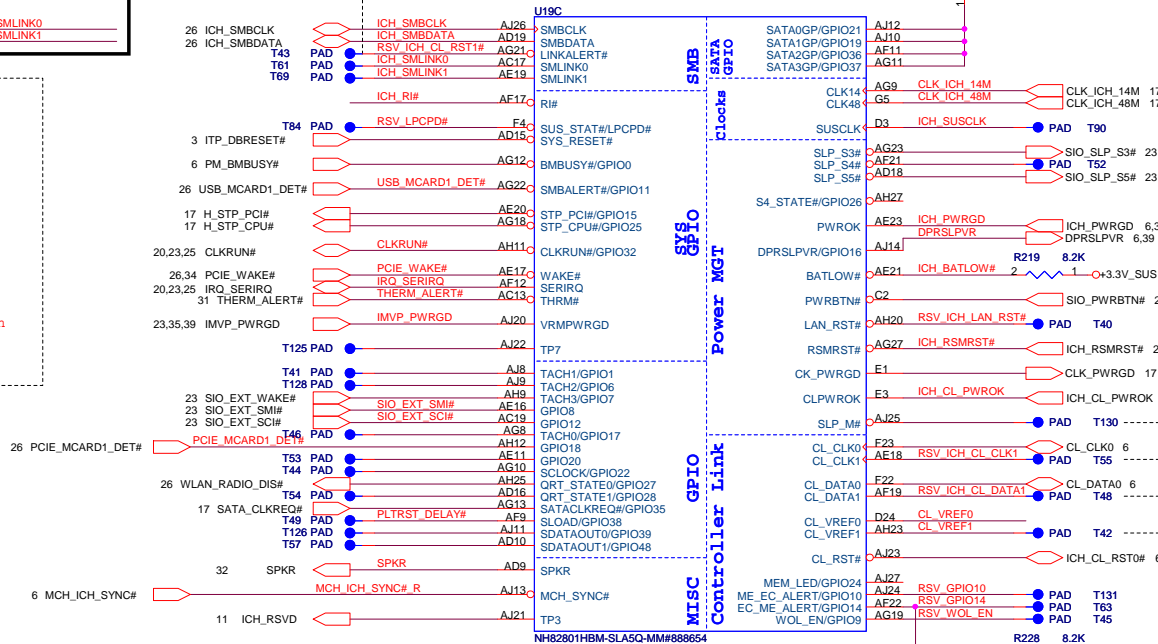 SMLINK0
SMLINK1
U19C
26 ICH_SMBCLK ICH_SMBCLK AJ26 SMBCLK
26 ICH_SMBDATA ICH_SMBDATA AD19 SMBDATA
T43 PAD RSV_ICH_CL_RST1# AG21 LINKALERT#
T61 PAD ICH_SMLINK0 AC17 SMLINK0
T69 PAD ICH_SMLINK1 AE19 SMLINK1
ICH_RI# AF17 RI#
T84 PAD RSV_LPCPD# F4 SUS_STAT#/LPCPD#
3 ITP_DBRESET# AD15 SYS_RESET#
6 PM_BMBUSY# AG12 BMBUSY#/GPIO0
26 USB_MCARD1_DET# USB_MCARD1_DET# AG22 SMBALERT#/GPIO11
17 H_STP_PCI# AE20 STP_PCI#/GPIO15
17 H_STP_CPU# AG18 STP_CPU#/GPIO25
20,23,25 CLKRUN# CLKRUN# AH11 CLKRUN#/GPIO32
26,34 PCIE_WAKE# PCIE_WAKE# AE17 WAKE#
20,23,25 IRQ_SERIRQ IRQ_SERIRQ AF12 SERIRQ
31 THERM_ALERT# THERM_ALERT# AC13 THRM#
23,35,39 IMVP_PWRGD IMVP_PWRGD AJ20 VRMPWRGD
T125 PAD AJ22 TP7
T41 PAD AJ8 TACH1/GPIO1
T128 PAD AJ9 TACH2/GPIO6
23 SIO_EXT_WAKE# AH9 TACH3/GPIO7
23 SIO_EXT_SMI# SIO_EXT_SMI# AE16 GPIO8
23 SIO_EXT_SCI# SIO_EXT_SCI# AC19 GPIO12
T46 PAD AG8 TACH0/GPIO17
26 PCIE_MCARD1_DET# PCIE_MCARD1_DET# AH12 GPIO18
T53 PAD AE11 GPIO20
T44 PAD AG10 SCLOCK/GPIO22
26 WLAN_RADIO_DIS# AH25 QRT_STATE0/GPIO27
T54 PAD AD16 QRT_STATE1/GPIO28
17 SATA_CLKREQ# AG13 SATACLKREQ#/GPIO35
T49 PAD PLTRST_DELAY# AF9 SLOAD/GPIO38
T126 PAD AJ11 SDATAOUT0/GPIO39
T57 PAD AD10 SDATAOUT1/GPIO48
32 SPKR SPKR AD9 SPKR
6 MCH_ICH_SYNC# MCH_ICH_SYNC#_R AJ13 MCH_SYNC#
11 ICH_RSVD AJ21 TP3
SMB
SATA
GPIO
Clocks
SYS
GPIO
Power MGT
GPIO
Controller Link
MISC
SATA0GP/GPIO21 AJ12
SATA1GP/GPIO19 AJ10
SATA2GP/GPIO36 AF11
SATA3GP/GPIO37 AG11
CLK14 AG9 CLK_ICH_14M CLK_ICH_14M 17
CLK48 G5 CLK_ICH_48M CLK_ICH_48M 17
SUSCLK D3 ICH_SUSCLK PAD T90
SLP_S3# AG23 SIO_SLP_S3# 23
SLP_S4# AF21 PAD T52
SLP_S5# AD18 SIO_SLP_S5# 23
S4_STATE#/GPIO26 AH27
PWROK AE23 ICH_PWRGD ICH_PWRGD
DPRSLPVR/GPIO16 AJ14 DPRSLPVR DPRSLPVR 6,39
BATLOW# AE21 ICH_BATLOW# 2 R219 8.2K 1 +3.3V_SUS
PWRBTN# C2 SIO_PWRBTN#
LAN_RST# AH20 RSV_ICH_LAN_RST# PAD T40
RSMRST# AG27 ICH_RSMRST# ICH_RSMRST#
CK_PWRGD E1 CLK_PWRGD 17
CLPWROK E3 ICH_CL_PWROK ICH_CL_PWROK
SLP_M# AJ25 PAD T130
CL_CLK0 F23 CL_CLK0 6
CL_CLK1 AE18 RSV_ICH_CL_CLK1 PAD T55
CL_DATA0 F22 CL_DATA0 6
CL_DATA1 AF19 RSV_ICH_CL_DATA1 PAD T48
CL_VREF0 D24 CL_VREF0
CL_VREF1 AH23 CL_VREF1 PAD T42
CL_RST# AJ23 ICH_CL_RST0#
MEM_LED/GPIO24 AJ27
ME_EC_ALERT/GPIO10 AJ24 RSV_GPIO10 PAD T131
EC_ME_ALERT/GPIO14 AF22 RSV_GPIO14 PAD T63
WOL_EN/GPIO9 AG19 RSV_WOL_EN PAD T45
NH82801HBM-SLA5Q-MM#888654
R228 8.2K